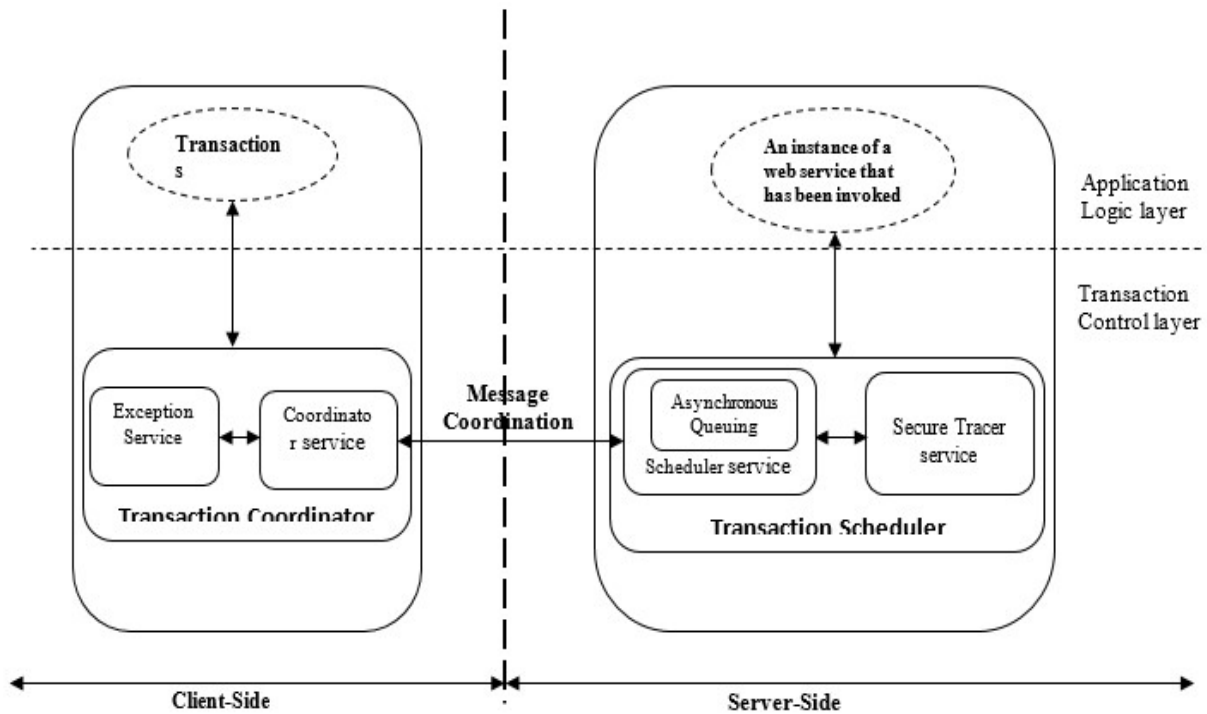 Transaction
s
An instance of a
web service that
has been invoked
Application
Logic layer
Transaction
Control layer
Exception
Service
Coordinato
r service
Transaction Coordinator
Message
Coordination
Asynchronous
Queuing
Scheduler service
Secure Tracer
service
Transaction Scheduler
Client-Side
Server-Side